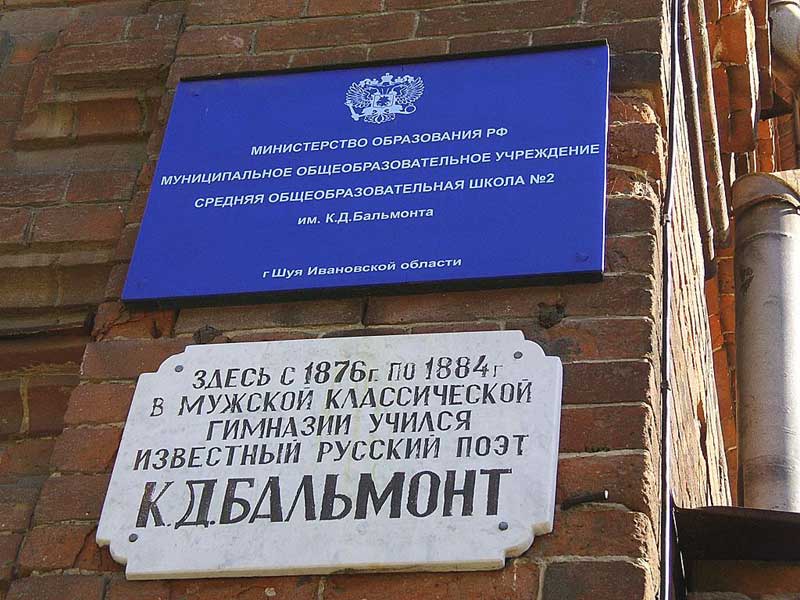 МИНИСТЕРСТВО ОБРАЗОВАНИЯ РФ
МУНИЦИПАЛЬНОЕ ОБЩЕОБРАЗОВАТЕЛЬНОЕ УЧРЕЖДЕНИЕ
СРЕДНЯЯ ОБЩЕОБРАЗОВАТЕЛЬНАЯ ШКОЛА №2
им. К.Д.Бальмонта
г Шуя Ивановской области
ЗДЕСЬ С 1876г. ПО 1884г
В МУЖСКОЙ КЛАССИЧЕСКОЙ
ГИМНАЗИИ УЧИЛСЯ
ИЗВЕСТНЫЙ РУССКИЙ ПОЭТ
К.Д.БАЛЬМОНТ